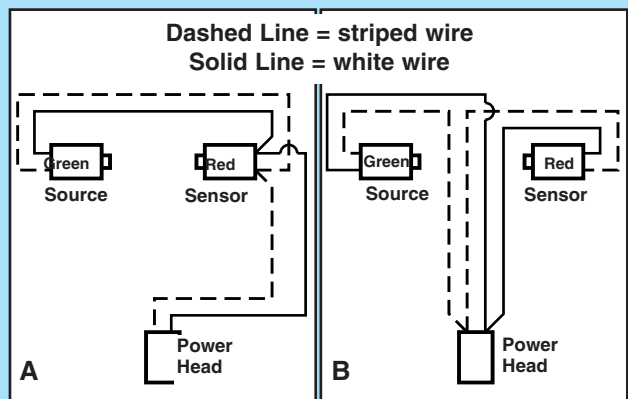 Dashed Line = striped wire
Solid Line = white wire
Green
Red
Source
Sensor
Power
Head
A
Green
Red
Source
Sensor
Power
Head
B